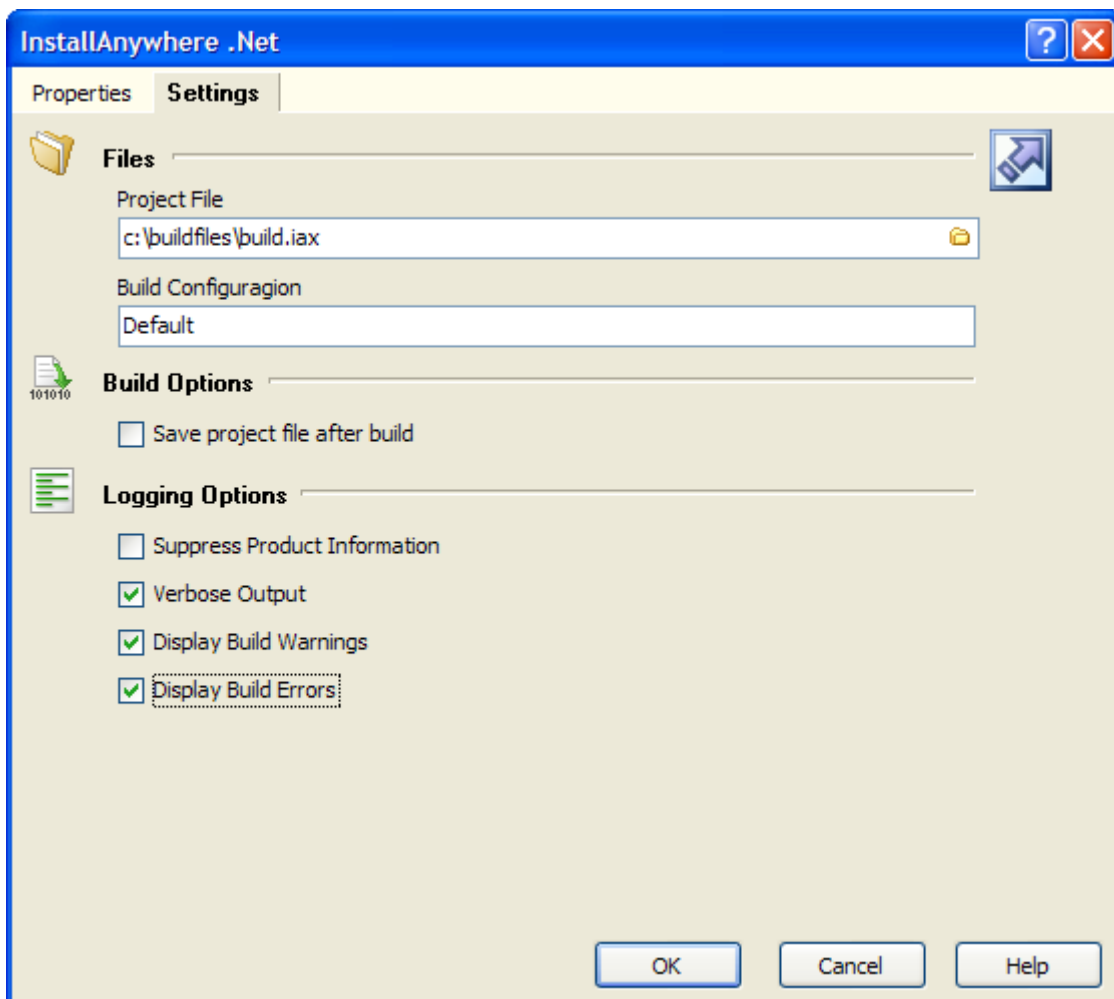 InstallAnywhere .Net
Properties Settings
Files
Project File
c:\buildfiles\build.iax
Build Configuragion
Default
101010
Build Options
Save project file after build
Logging Options
Suppress Product Information
Verbose Output
Display Build Warnings
Display Build Errors
OK Cancel Help